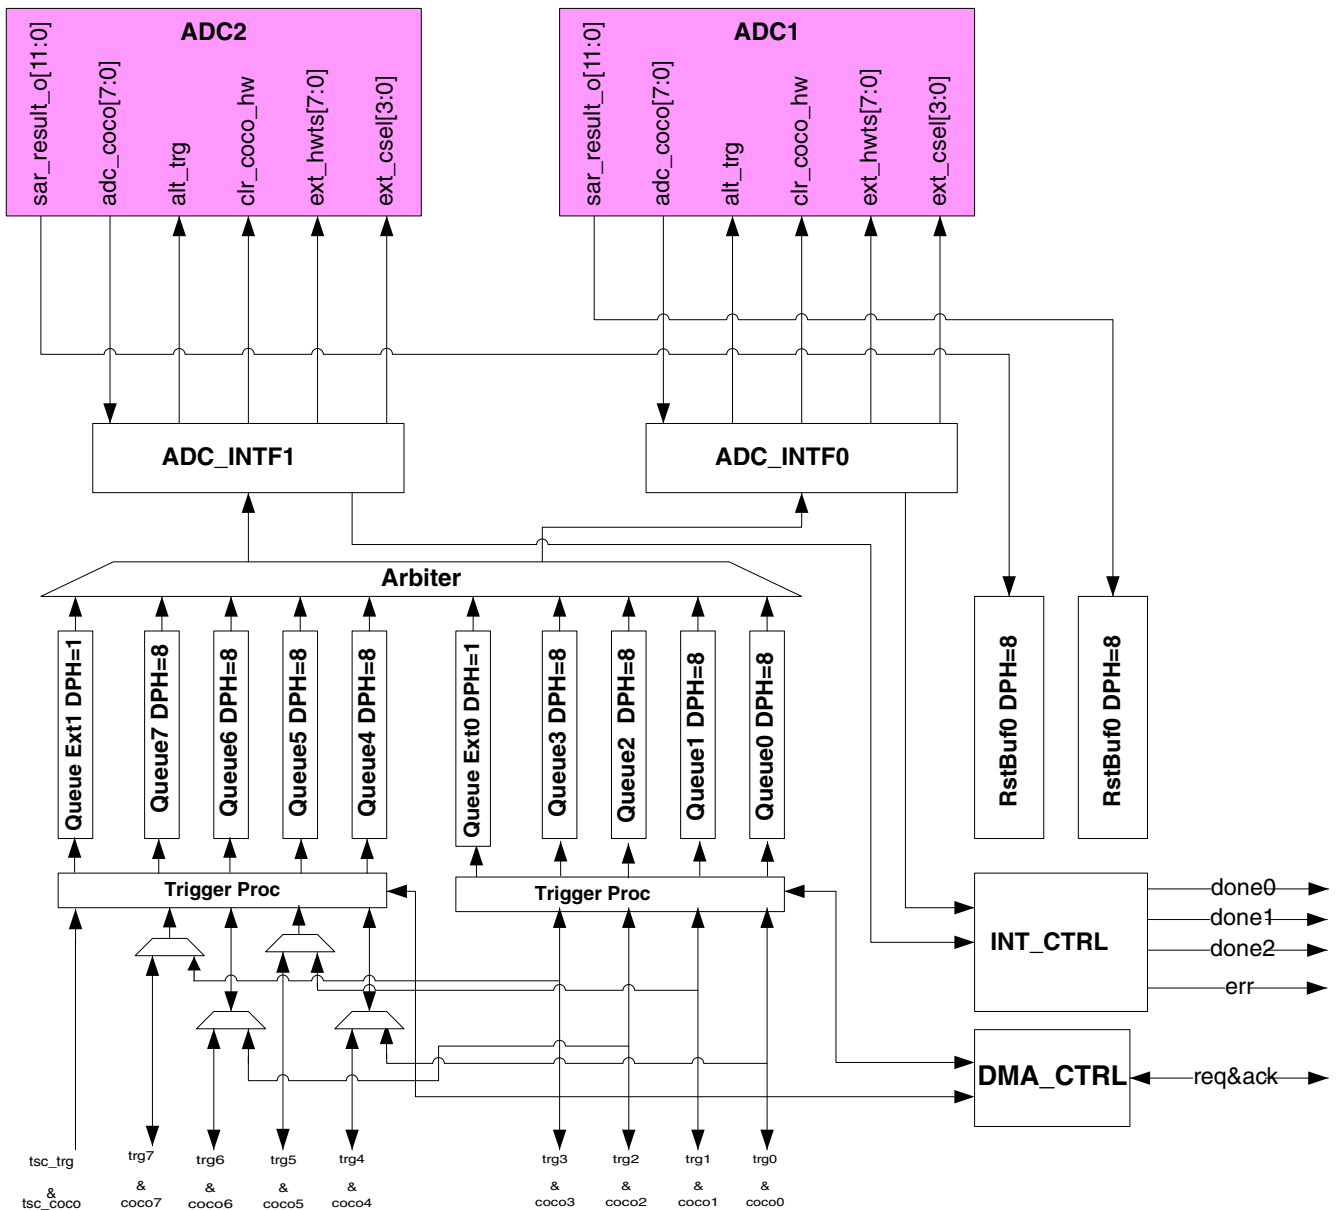 ADC2
sar_result_o[11:0]
adc_coco[7:0]
alt_trg
clr_coco_hw
ext_hwts[7:0]
ext_csel[3:0]
ADC1
sar_result_o[11:0]
adc_coco[7:0]
alt_trg
clr_coco_hw
ext_hwts[7:0]
ext_csel[3:0]
ADC_INTF1
ADC_INTF0
Arbiter
Queue Ext1 DPH=1
Queue7 DPH=8
Queue6 DPH=8
Queue5 DPH=8
Queue4 DPH=8
Queue Ext0 DPH=1
Queue3 DPH=8
Queue2 DPH=8
Queue1 DPH=8
Queue0 DPH=8
RstBuf0 DPH=8
RstBuf0 DPH=8
Trigger Proc
Trigger Proc
INT_CTRL
done0
done1
done2
err
DMA_CTRL
req&ack
tsc_trg
&
tsc_coco
trg7
&
coco7
trg6
&
coco6
trg5
&
coco5
trg4
&
coco4
trg3
&
coco3
trg2
&
coco2
trg1
&
coco1
trg0
&
coco0